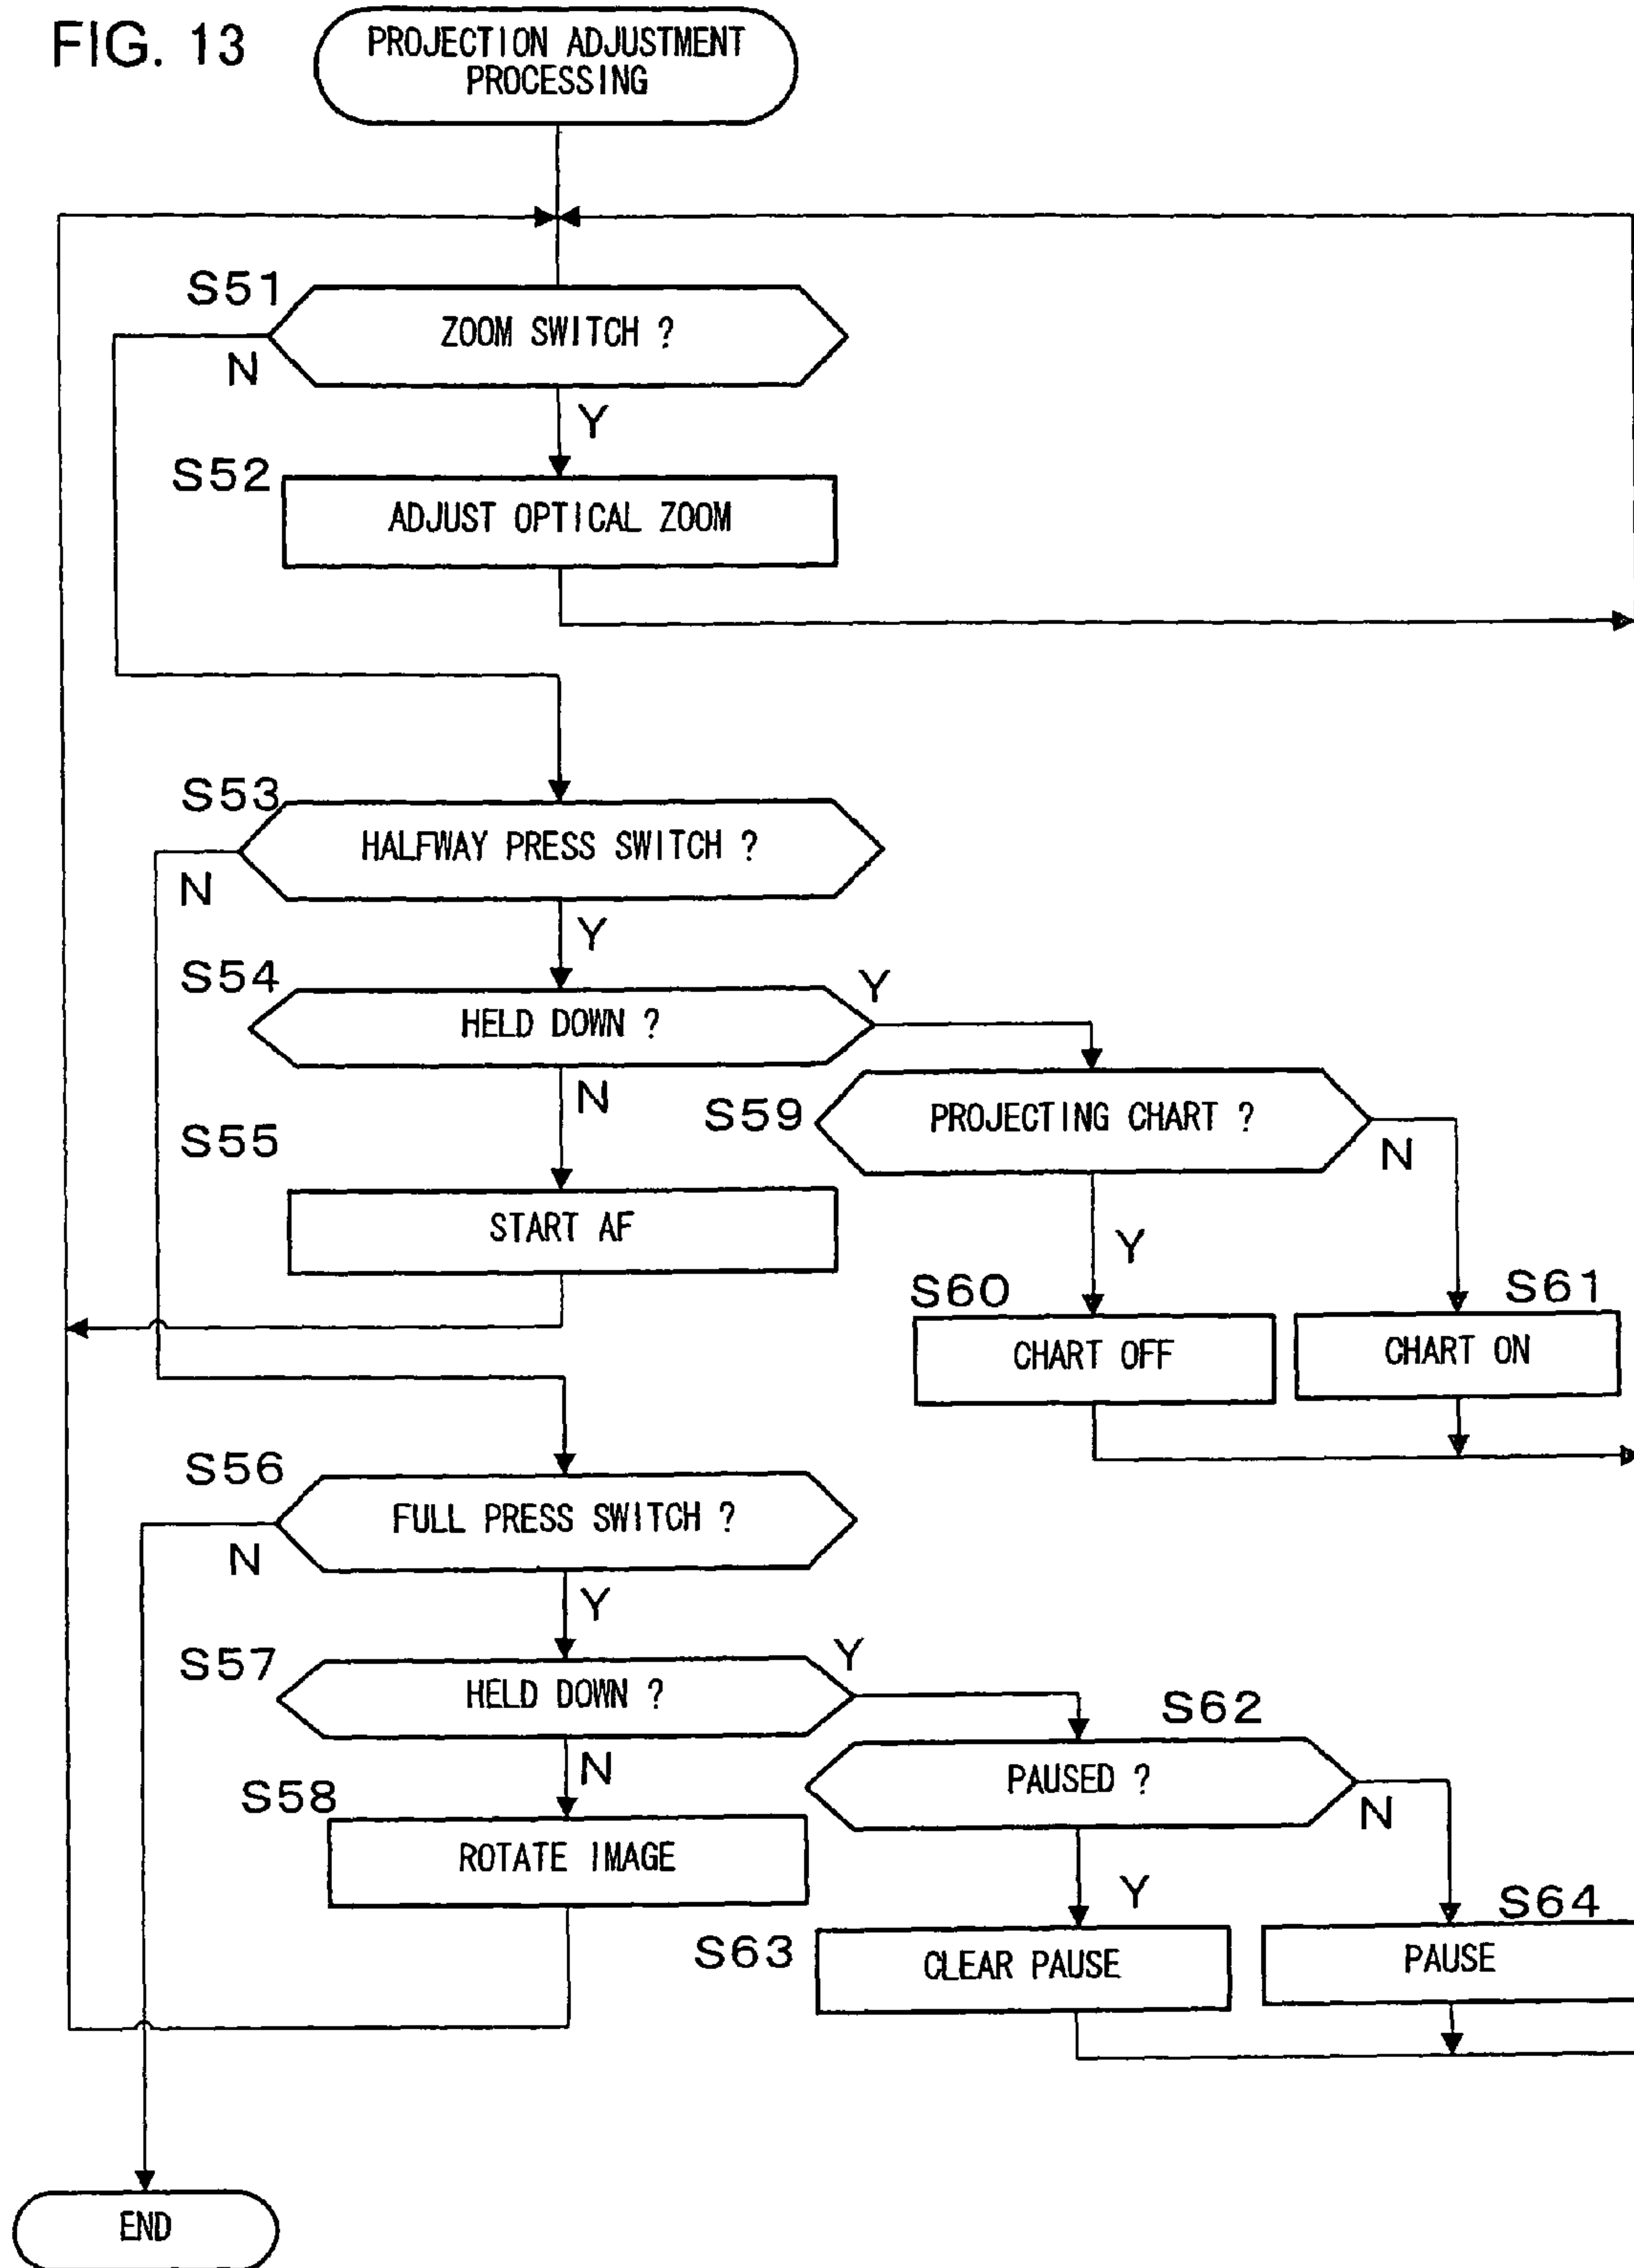 FIG. 13
PROJECTION ADJUSTMENT
PROCESSING
S51
ZOOM SWITCH ?
N
Y
S52
ADJUST OPTICAL ZOOM
S53
HALFWAY PRESS SWITCH ?
N
Y
S54
HELD DOWN ?
Y
N
S59
PROJECTING CHART ?
N
S55
START AF
Y
S60
CHART OFF
S61
CHART ON
S56
FULL PRESS SWITCH ?
N
Y
S57
HELD DOWN ?
Y
S62
PAUSED ?
N
N
S58
ROTATE IMAGE
Y
S63
CLEAR PAUSE
S64
PAUSE
END